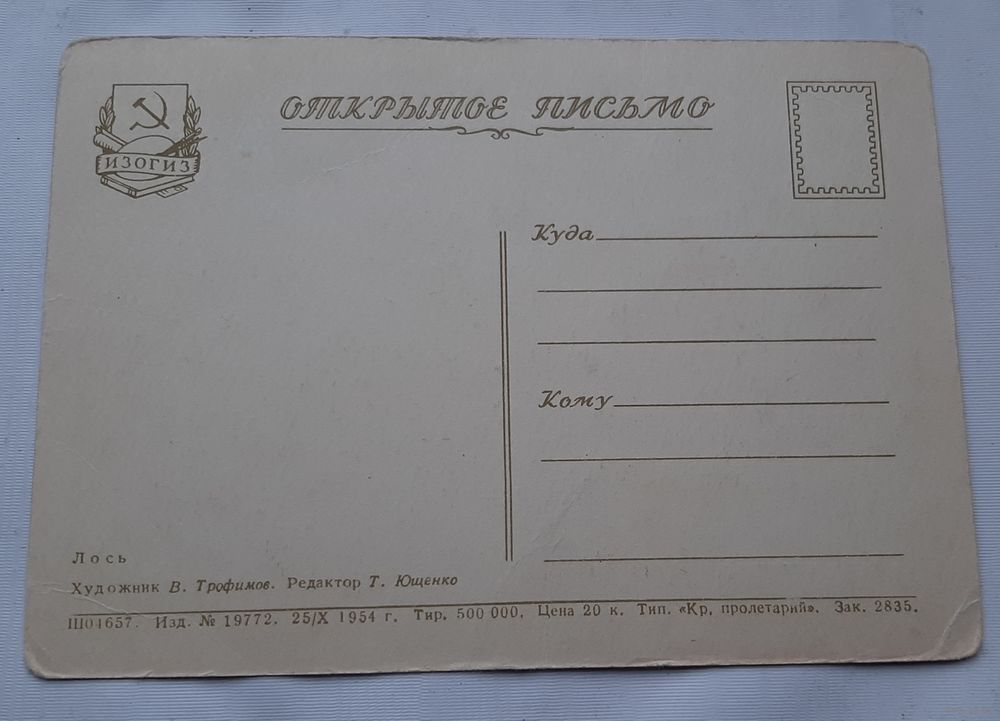 ОТКРЫТОЕ ПИСЬМО
ИЗОГИЗ
Куда
Кому
Лось
Художник В. Трофимов. Редактор Т. Ющенко
Ш04657. Изд. № 19772. 25/X 1954 г. Тир. 500 000. Цена 20 к. Тип. «Кр. пролетарий». Зак. 2835.